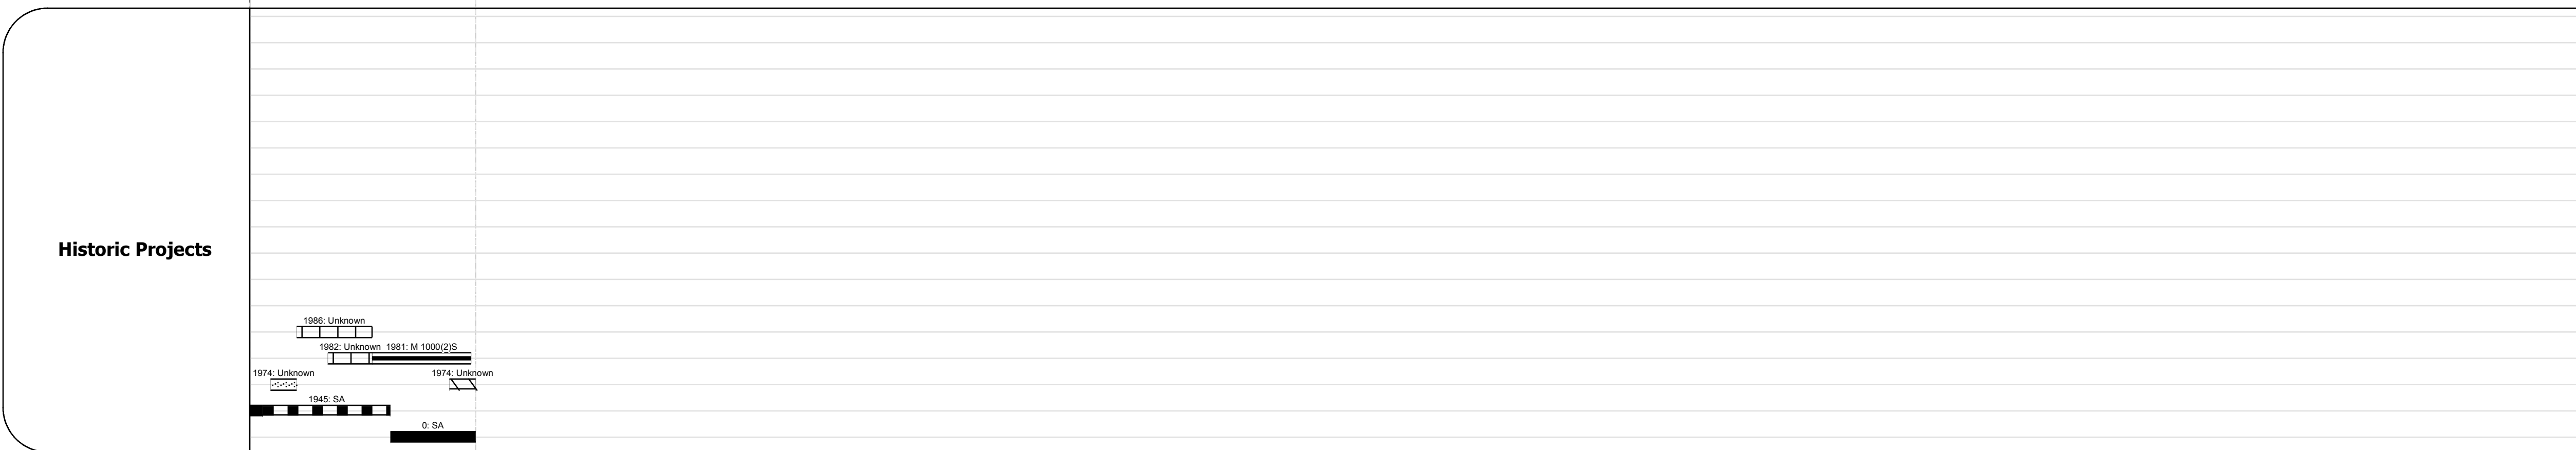 Historic Projects
1986: Unknown
1982: Unknown 1981: M 1000(2)S
1974: Unknown 1974: Unknown
1945: SA
0: SA